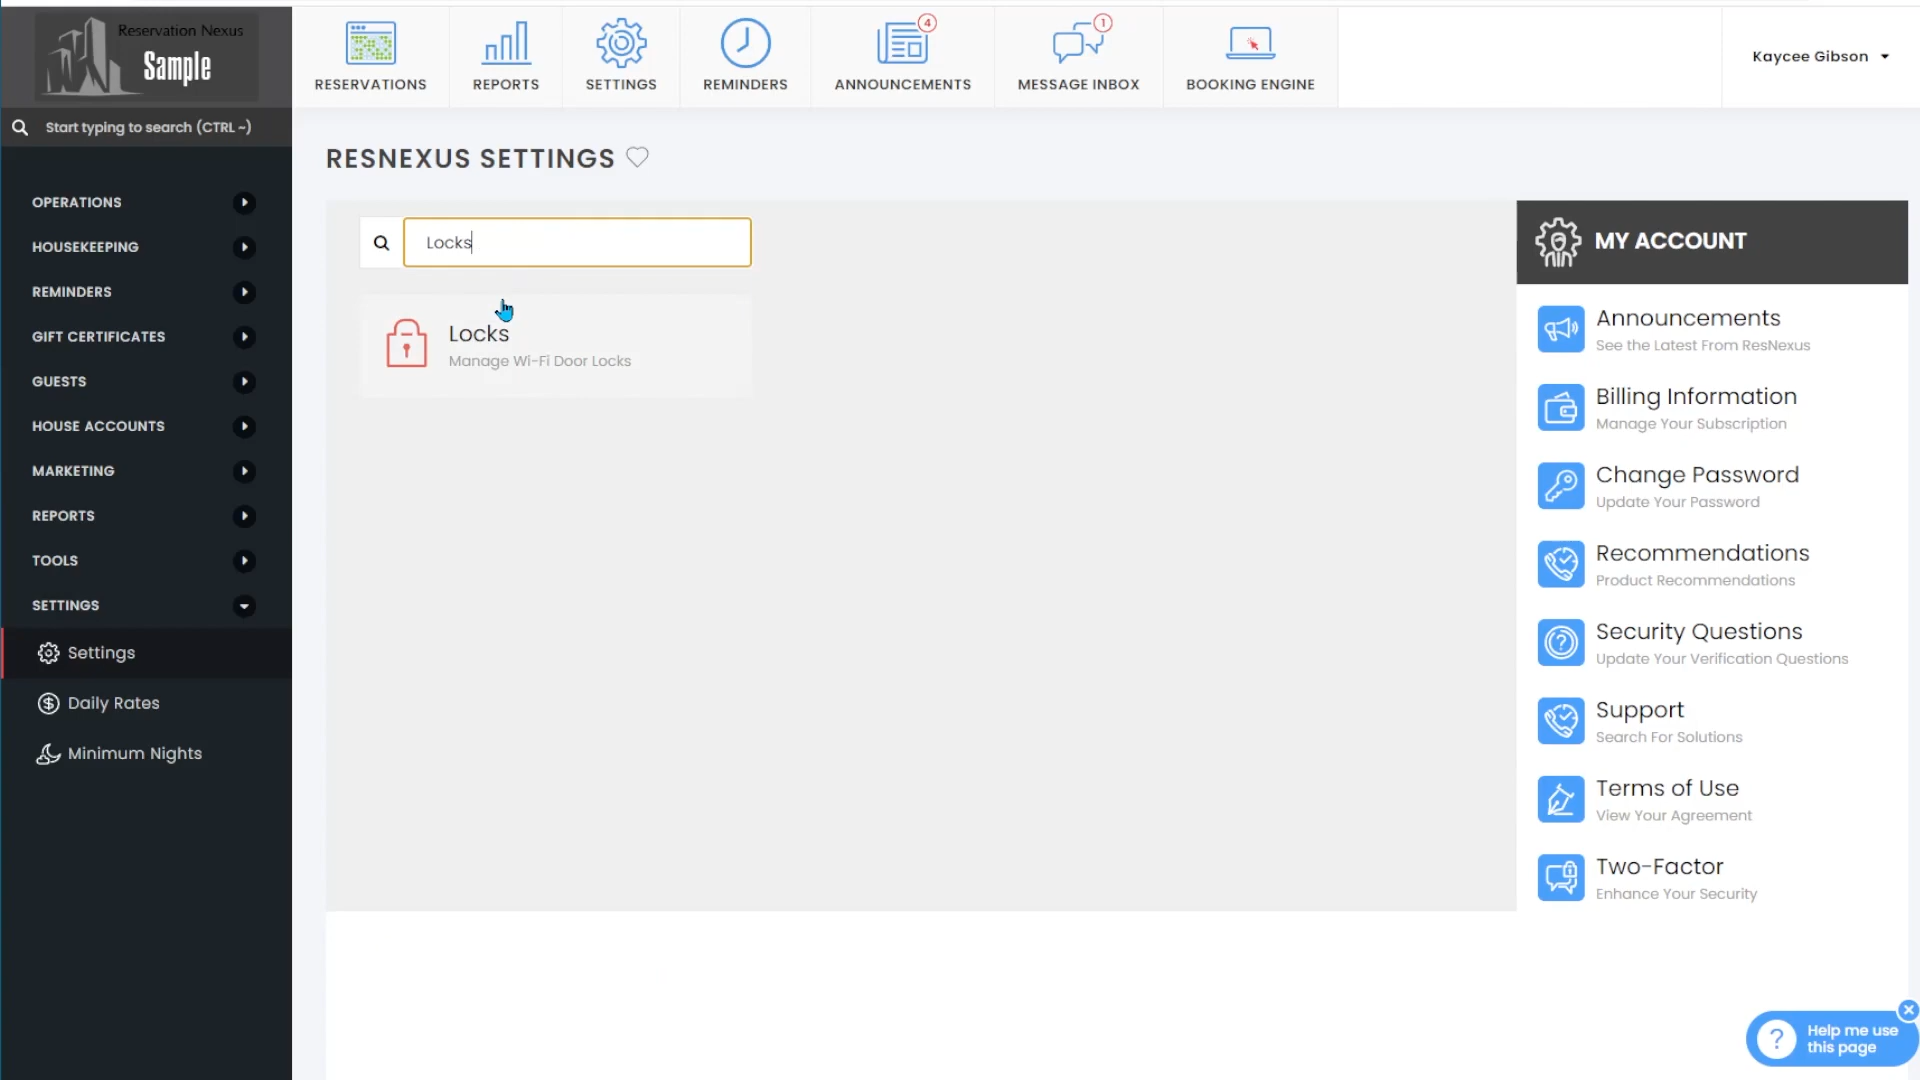 Reservation Nexus
Sample
RESERVATIONS
REPORTS
SETTINGS
REMINDERS
4
ANNOUNCEMENTS
1
MESSAGE INBOX
BOOKING ENGINE
Kaycee Gibson
Start typing to search (CTRL ~)
OPERATIONS
HOUSEKEEPING
REMINDERS
GIFT CERTIFICATES
GUESTS
HOUSE ACCOUNTS
MARKETING
REPORTS
TOOLS
SETTINGS
Settings
Daily Rates
Minimum Nights
RESNEXUS SETTINGS
Locks
Locks
Manage Wi-Fi Door Locks
MY ACCOUNT
Announcements
See the Latest From ResNexus
Billing Information
Manage Your Subscription
Change Password
Update Your Password
Recommendations
Product Recommendations
Security Questions
Update Your Verification Questions
Support
Search For Solutions
Terms of Use
View Your Agreement
Two-Factor
Enhance Your Security
?
Help me use
this page